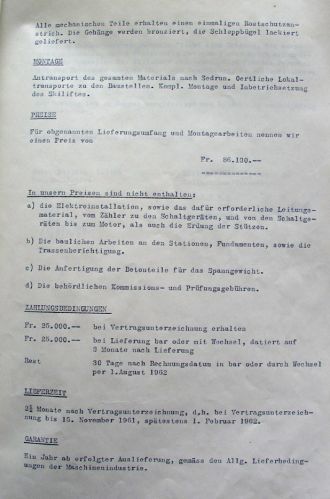 Alle mechanischen Teile erhalten einen einmaligen Rostschutzan-
strich. Die Gehänge werden bronziert, die Schleppbügel lackiert
geliefert.
MONTAGE
Antransport des gesamten Materials nach Sedrun. Oertliche Lokal-
transporte zu den Baustellen. Kompl. Montage und Inbetriebsetzung
des Skiliftes.
PREISE
Für obgenannten Lieferungsumfang und Montagearbeiten nennen wir
einen Preis von
Fr. 86.100.--
In unsern Preisen sind nicht enthalten:
a) die Elektroinstallation, sowie das dafür erforderliche Leitungs-
material, vom Zähler zu den Schaltgeräten, und von den Schaltge-
räten bis zum Motor, als auch die Erdung der Stützen.
b) Die baulichen Arbeiten an den Stationen, Fundamenten, sowie die
Trassenberichtigung.
c) Die Anfertigung der Betonteile für das Spanngewicht.
d) Die behördlichen Kommissions- und Prüfungsgebühren.
ZAHLUNGSBEDINGUNGEN
Fr. 25.000.-- bei Vertragsunterzeichnung erhalten
Fr. 25.000.-- bei Lieferung bar oder mit Wechsel, datiert auf
3 Monate nach Lieferung
Rest 30 Tage nach Rechnungsdatum in bar oder durch Wechsel
per 1.August 1962
LIEFERZEIT
2½ Monate nach Vertragsunterzeichnung, d.h. bei Vertragsunterzeich-
nung bis 15. November 1961, spätestens 1. Februar 1962.
GARANTIE
Ein Jahr ab erfolgter Auslieferung, gemäss den Allg. Lieferbedin-
gungen der Maschinenindustrie.